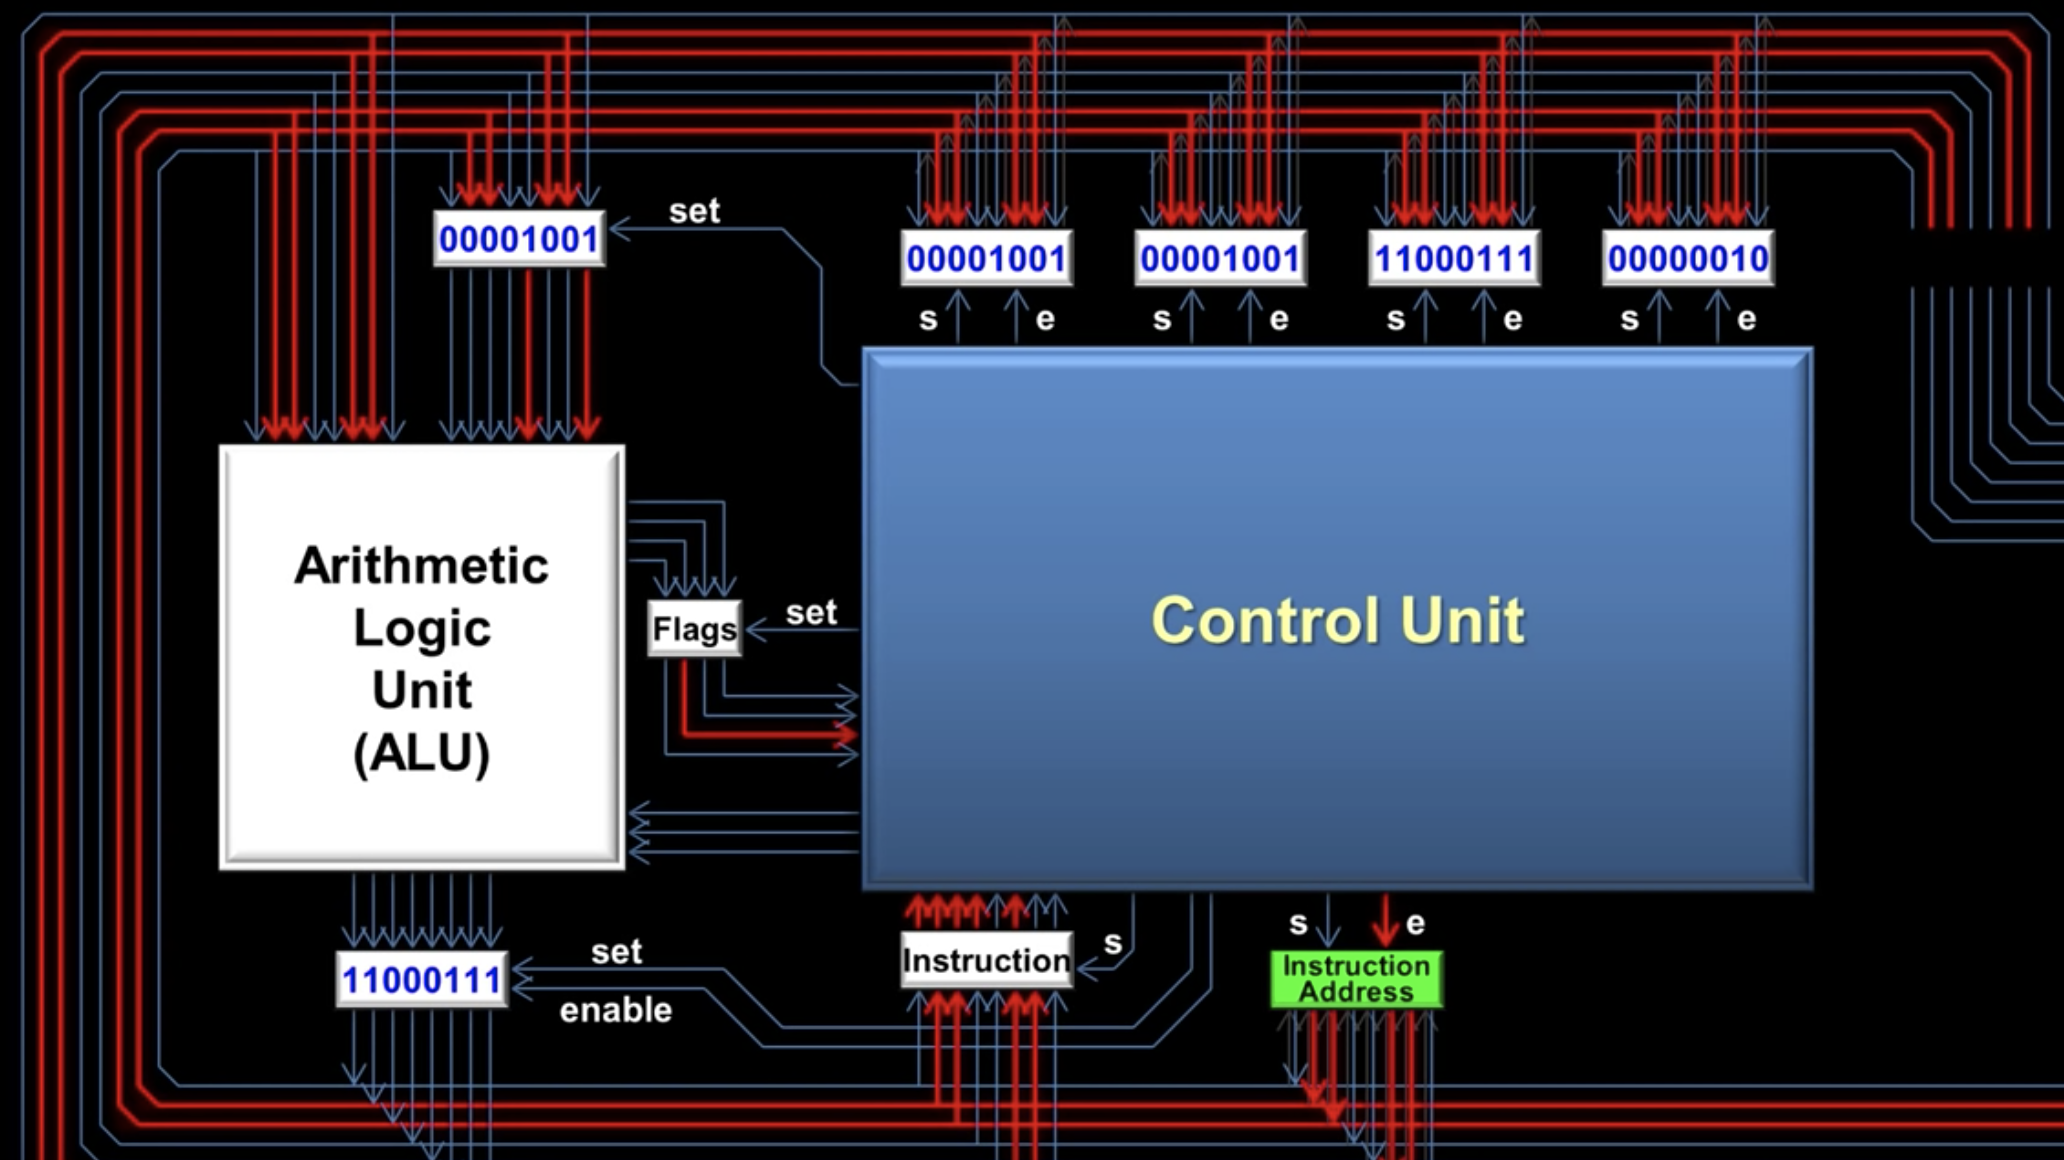 set
00001001
00001001
00001001
11000111
00000010
s
e
s
e
s
e
s
e
Arithmetic
Logic
Unit
(ALU)
Flags
set
Control Unit
set
enable
11000111
Instruction
s
s
e
Instruction
Address